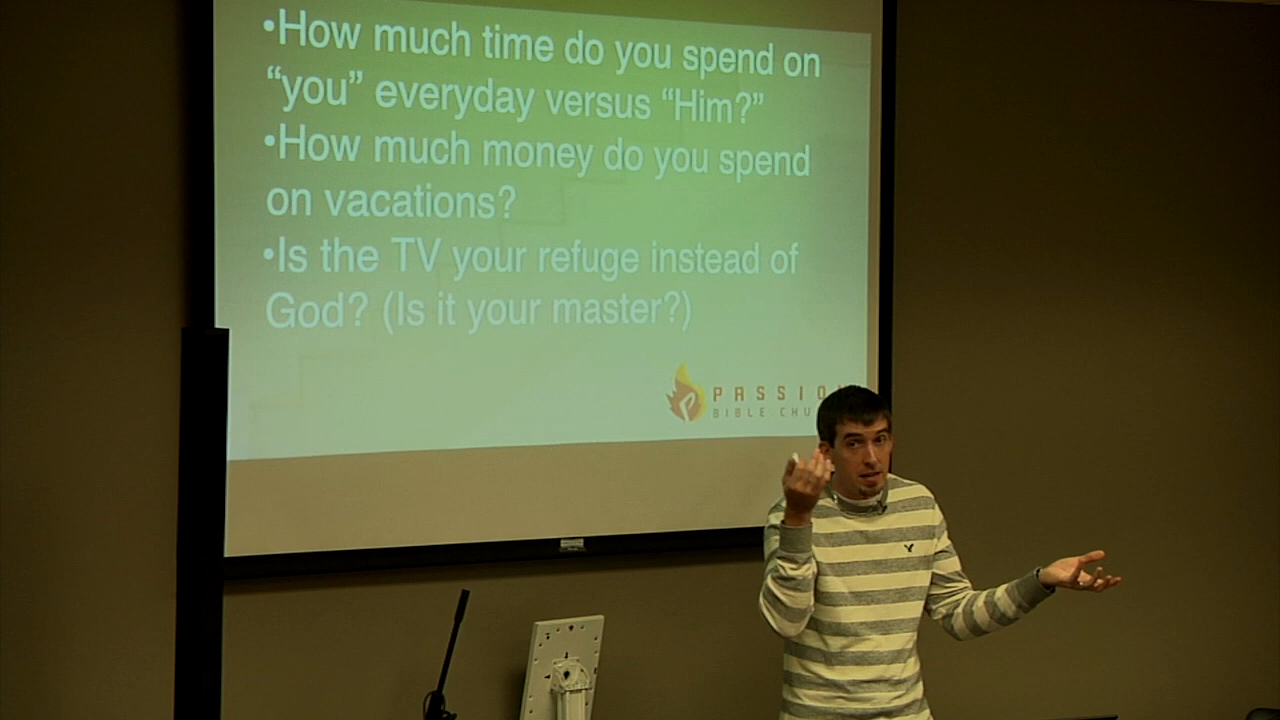 •How much time do you spend on
“you” everyday versus “Him?”
•How much money do you spend
on vacations?
•Is the TV your refuge instead of
God? (Is it your master?)
PASSIO
BIBLE CHU